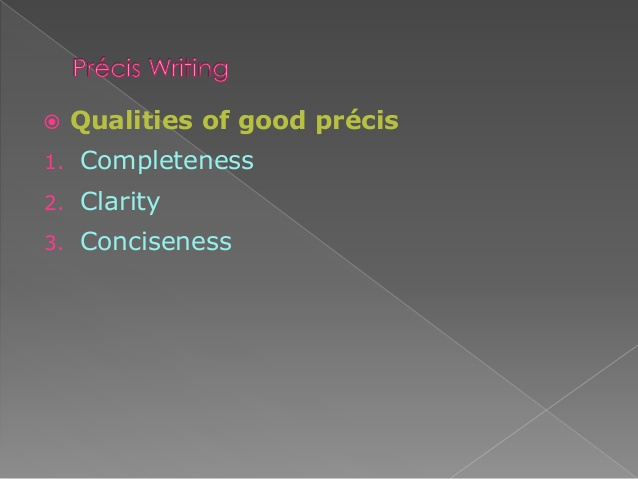 Précis Writing
Qualities of good précis
1. Completeness
2. Clarity
3. Conciseness